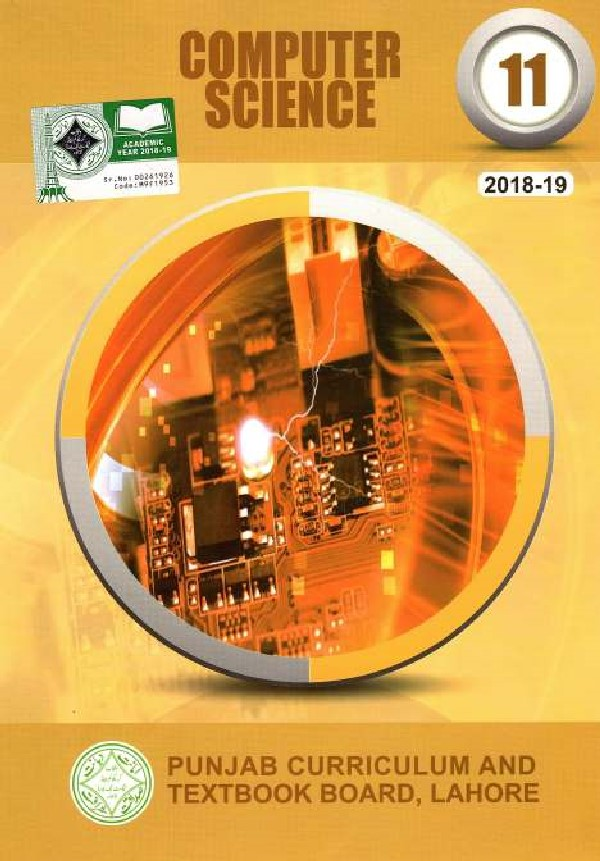 COMPUTER
SCIENCE
11
ACADEMIC
YEAR 2018-19
2018-19
PUNJAB CURRICULUM AND
TEXTBOOK BOARD, LAHORE